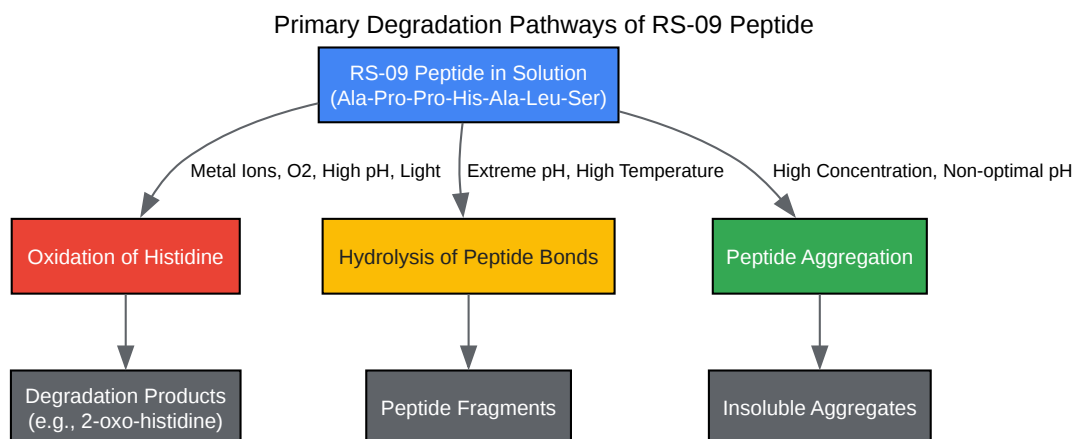 Primary Degradation Pathways of RS-09 Peptide
RS-09 Peptide in Solution
(Ala-Pro-Pro-His-Ala-Leu-Ser)
Metal Ions, O2, High pH, Light
Extreme pH, High Temperature
High Concentration, Non-optimal pH
Oxidation of Histidine
Hydrolysis of Peptide Bonds
Peptide Aggregation
Degradation Products
(e.g., 2-oxo-histidine)
Peptide Fragments
Insoluble Aggregates